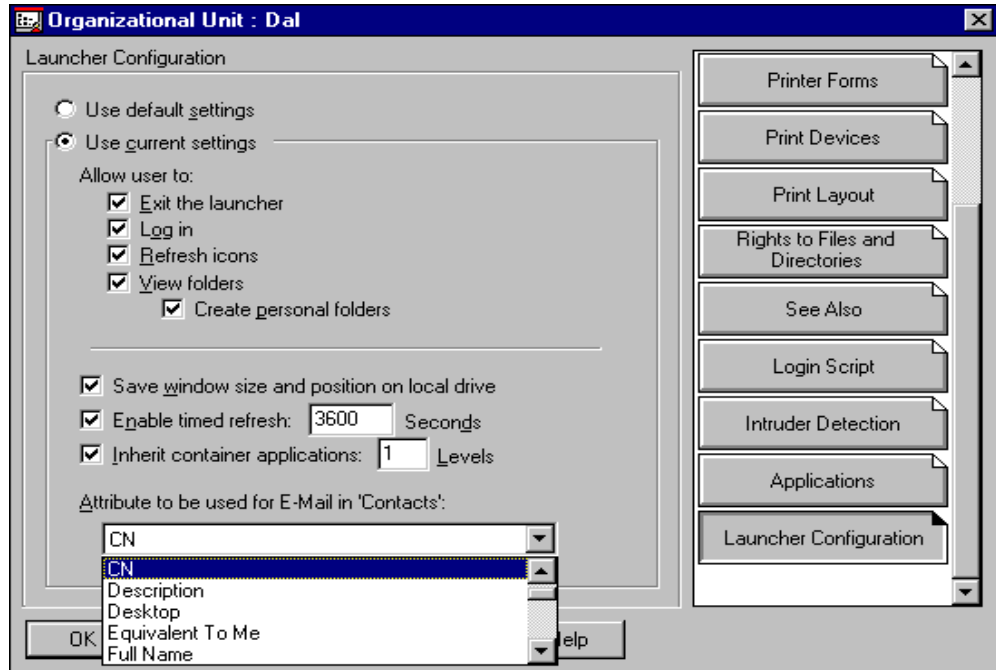 Organizational Unit : Dal
Launcher Configuration
Use default settings
Use current settings
Allow user to:
Exit the launcher
Log in
Refresh icons
View folders
Create personal folders
Save window size and position on local drive
Enable timed refresh: 3600 Seconds
Inherit container applications: 1 Levels
Attribute to be used for E-Mail in 'Contacts':
CN
CN
Description
Desktop
Equivalent To Me
Full Name
OK
Printer Forms
Print Devices
Print Layout
Rights to Files and
Directories
See Also
Login Script
Intruder Detection
Applications
Launcher Configuration